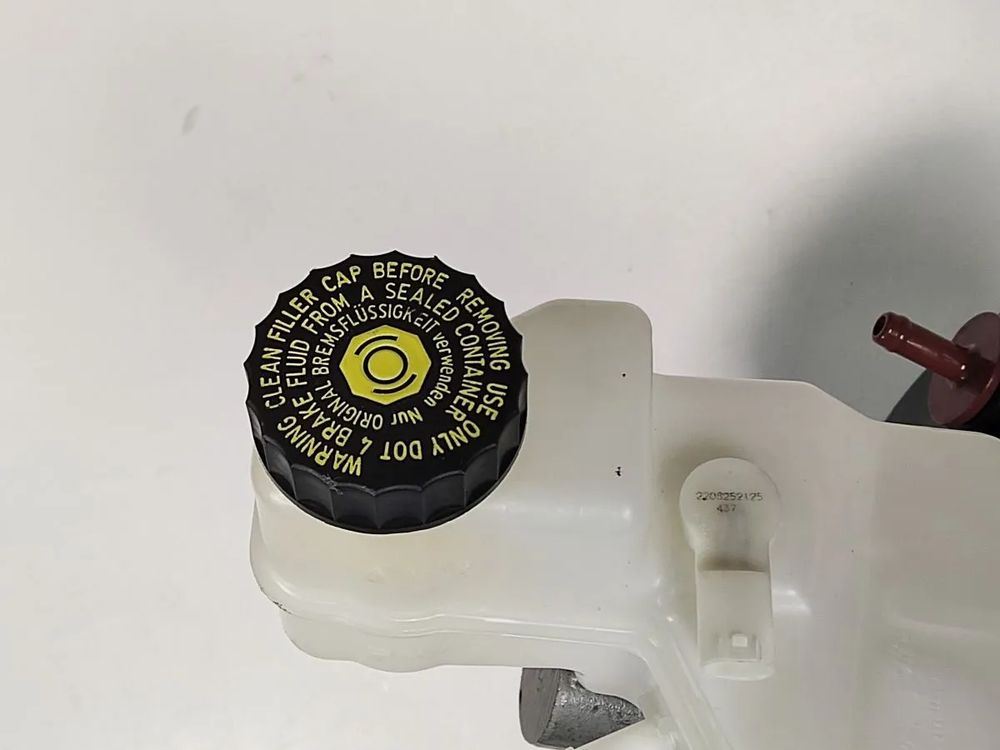 WARNING CLEAN FILLER CAP BEFORE REMOVING USE
ONLY DOT 4 BRAKE FLUID FROM A SEALED CONTAINER
Nur ORIGINAL BREMSFLÜSSIGKEIT verwenden
2208252125
437